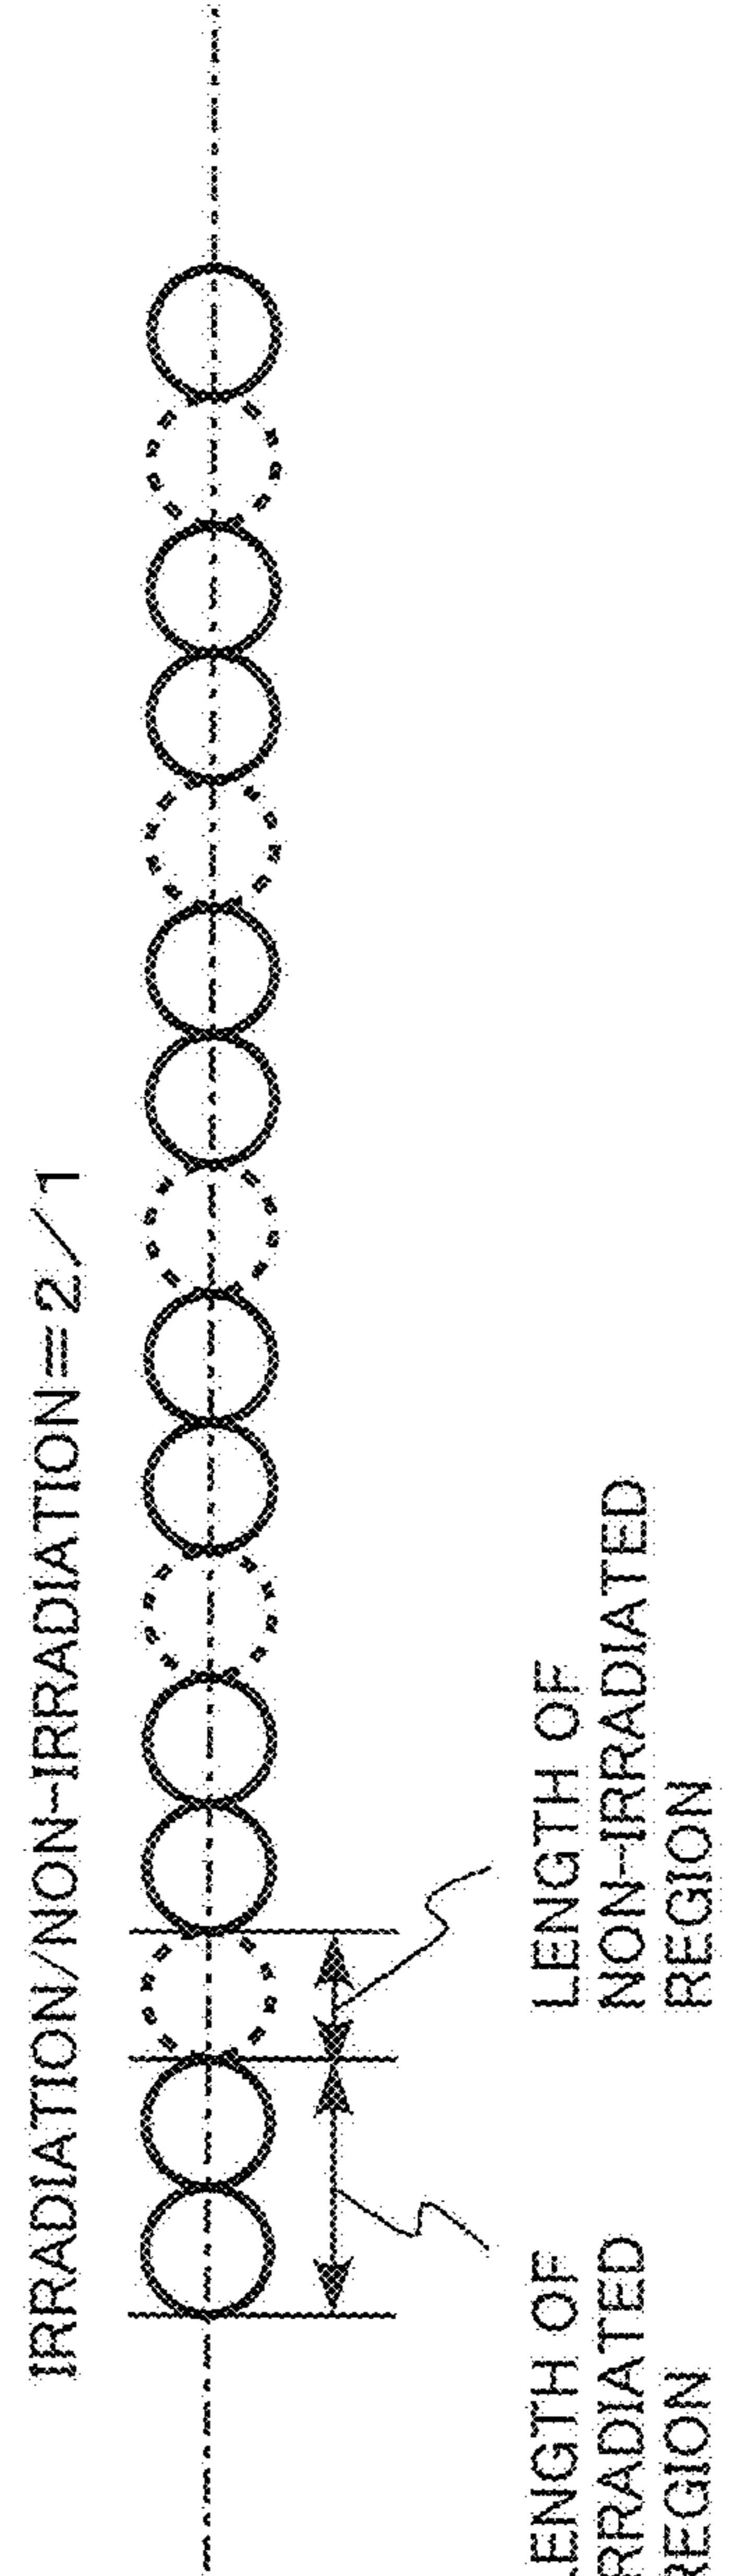 IRRADIATION/NON-IRRADIATION=2/1
LENGTH OF
NON-IRRADIATED
REGION
ENGTH OF
RRADIATED
REGION